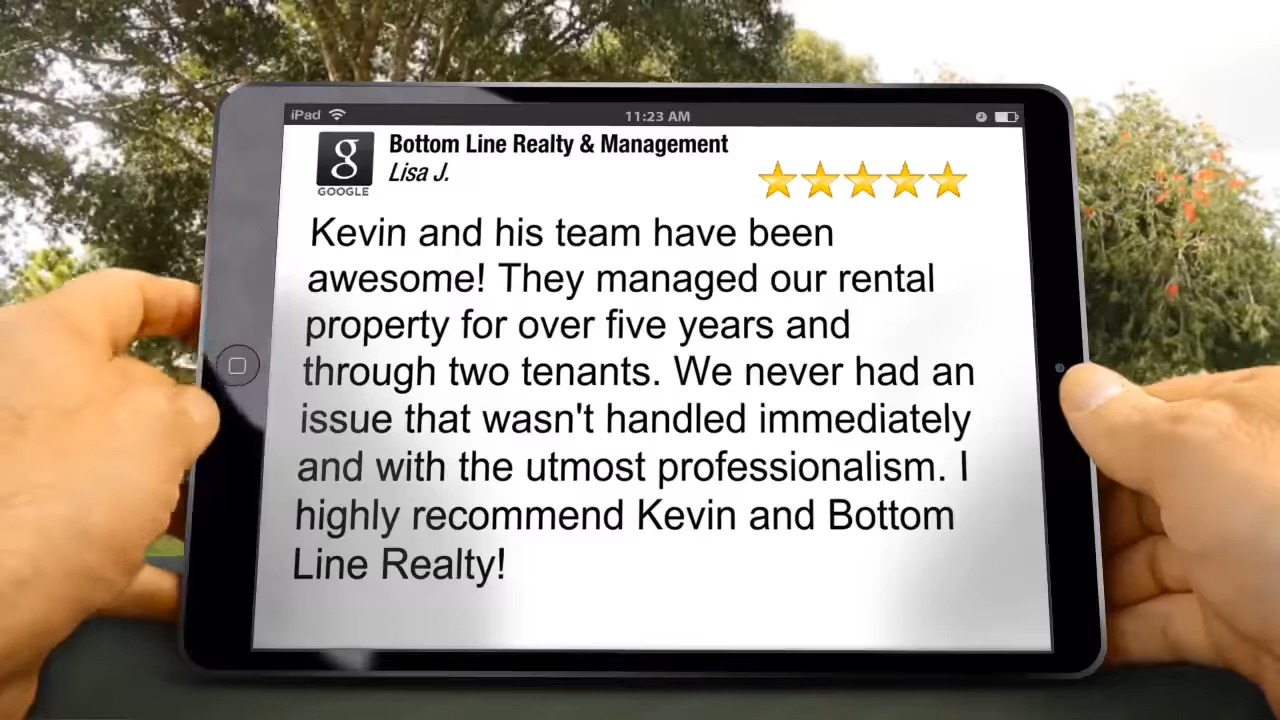 iPad 11:23 AM
g
GOOGLE
Bottom Line Realty & Management
Lisa J.
Kevin and his team have been
awesome! They managed our rental
property for over five years and
through two tenants. We never had an
issue that wasn't handled immediately
and with the utmost professionalism. I
highly recommend Kevin and Bottom
Line Realty!